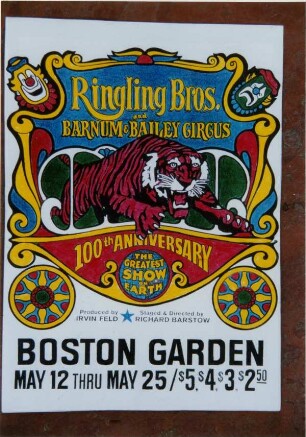 Ringling Bros.
and
BARNUM & BAILEY CIRCUS
100th ANNIVERSARY
THE
GREATEST
SHOW
ON
EARTH
Produced by
IRVIN FELD
Staged & Directed by
RICHARD BARSTOW
BOSTON GARDEN
MAY 12 THRU MAY 25/$5, $4, $3, $2.50